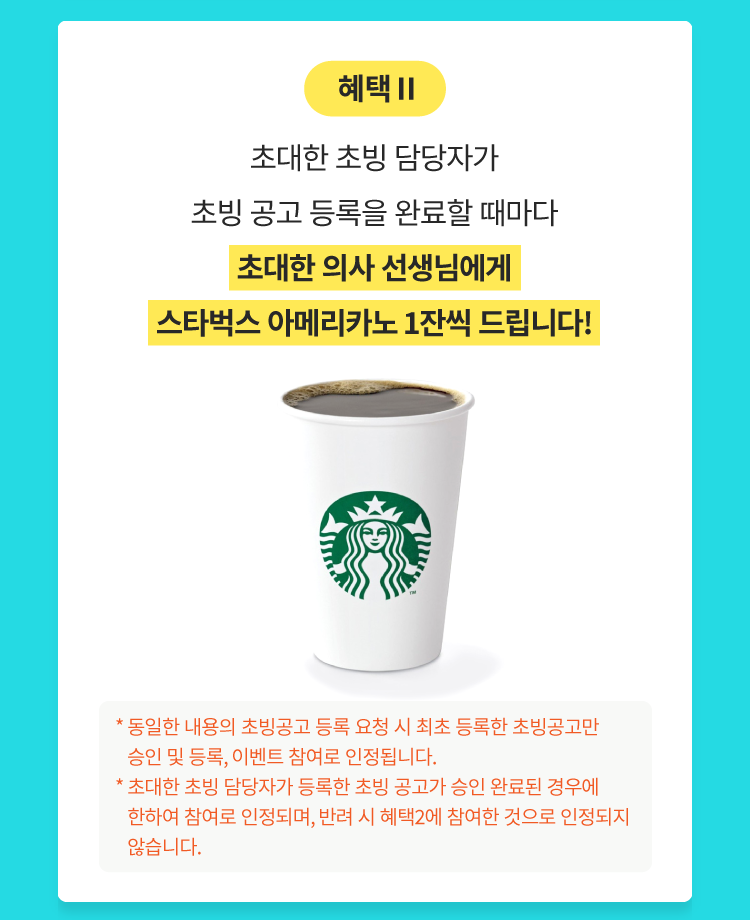 혜택 II
초대한 초빙 담당자가
초빙 공고 등록을 완료할 때마다
초대한 의사 선생님에게
스타벅스 아메리카노 1잔씩 드립니다!
TM
* 동일한 내용의 초빙공고 등록 요청 시 최초 등록한 초빙공고만
승인 및 등록, 이벤트 참여로 인정됩니다.
* 초대한 초빙 담당자가 등록한 초빙 공고가 승인 완료된 경우에
한하여 참여로 인정되며, 반려 시 혜택2에 참여한 것으로 인정되지
않습니다.